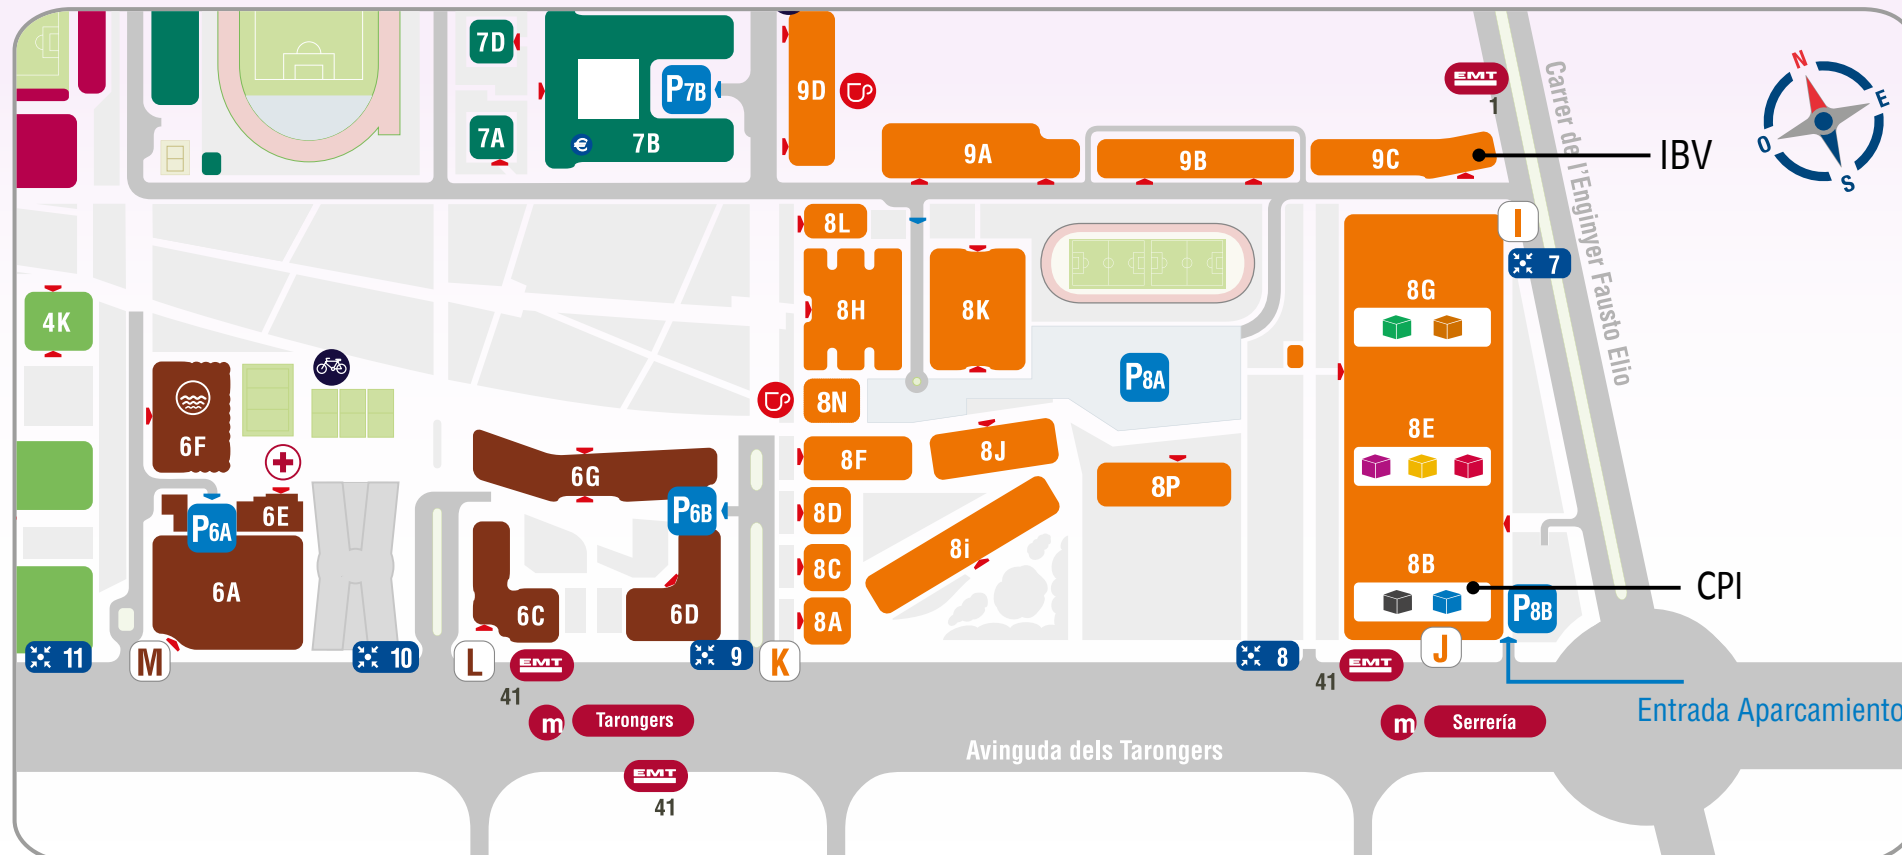 7D
P7B
9D
EMT
1
N
E
O
S
7A
€
7B
9A
9B
9C
IBV
Carrer de l'Enginyer Fausto Elio
8L
I
7
4K
8H
8K
8G
P8A
6F
8N
8E
6G
8F
8J
8P
P6A
6E
P6B
8D
8i
8B
6A
6C
6D
8C
8A
CPI
P8B
11
M
10
L
EMT
41
9
K
8
41
EMT
J
m
Tarongers
m
Serrería
Entrada Aparcamiento
Avinguda dels Tarongers
EMT
41